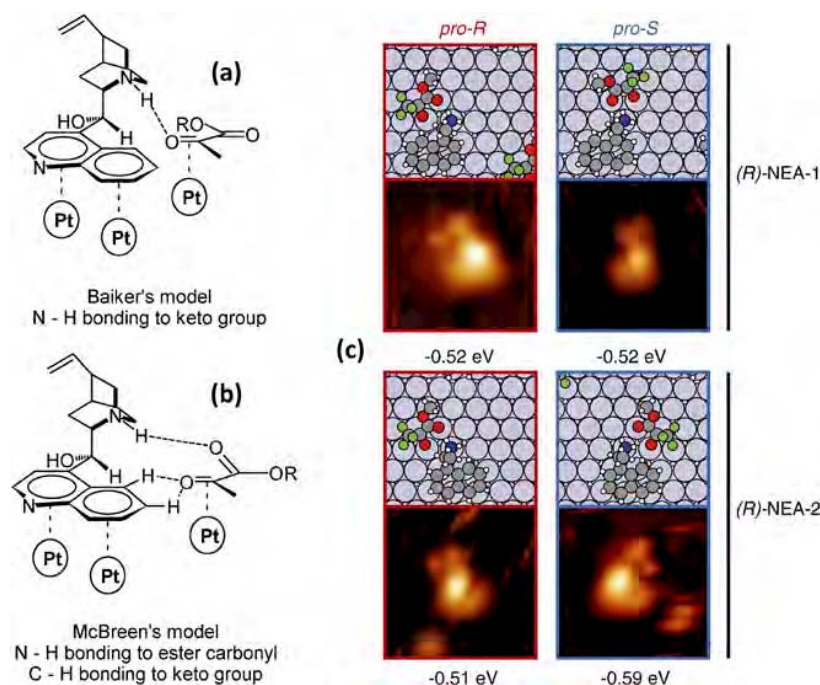 (a)
N
H
HO
H
RO
O
O
N
Pt
Pt
Pt
Baiker's model
N - H bonding to keto group
(b)
N
H
HO
H
H
O
O
OR
N
H
Pt
Pt
Pt
McBreen's model
N - H bonding to ester carbonyl
C - H bonding to keto group
(c)
pro-R
pro-S
(R)-NEA-1
-0.52 eV
-0.52 eV
(R)-NEA-2
-0.51 eV
-0.59 eV